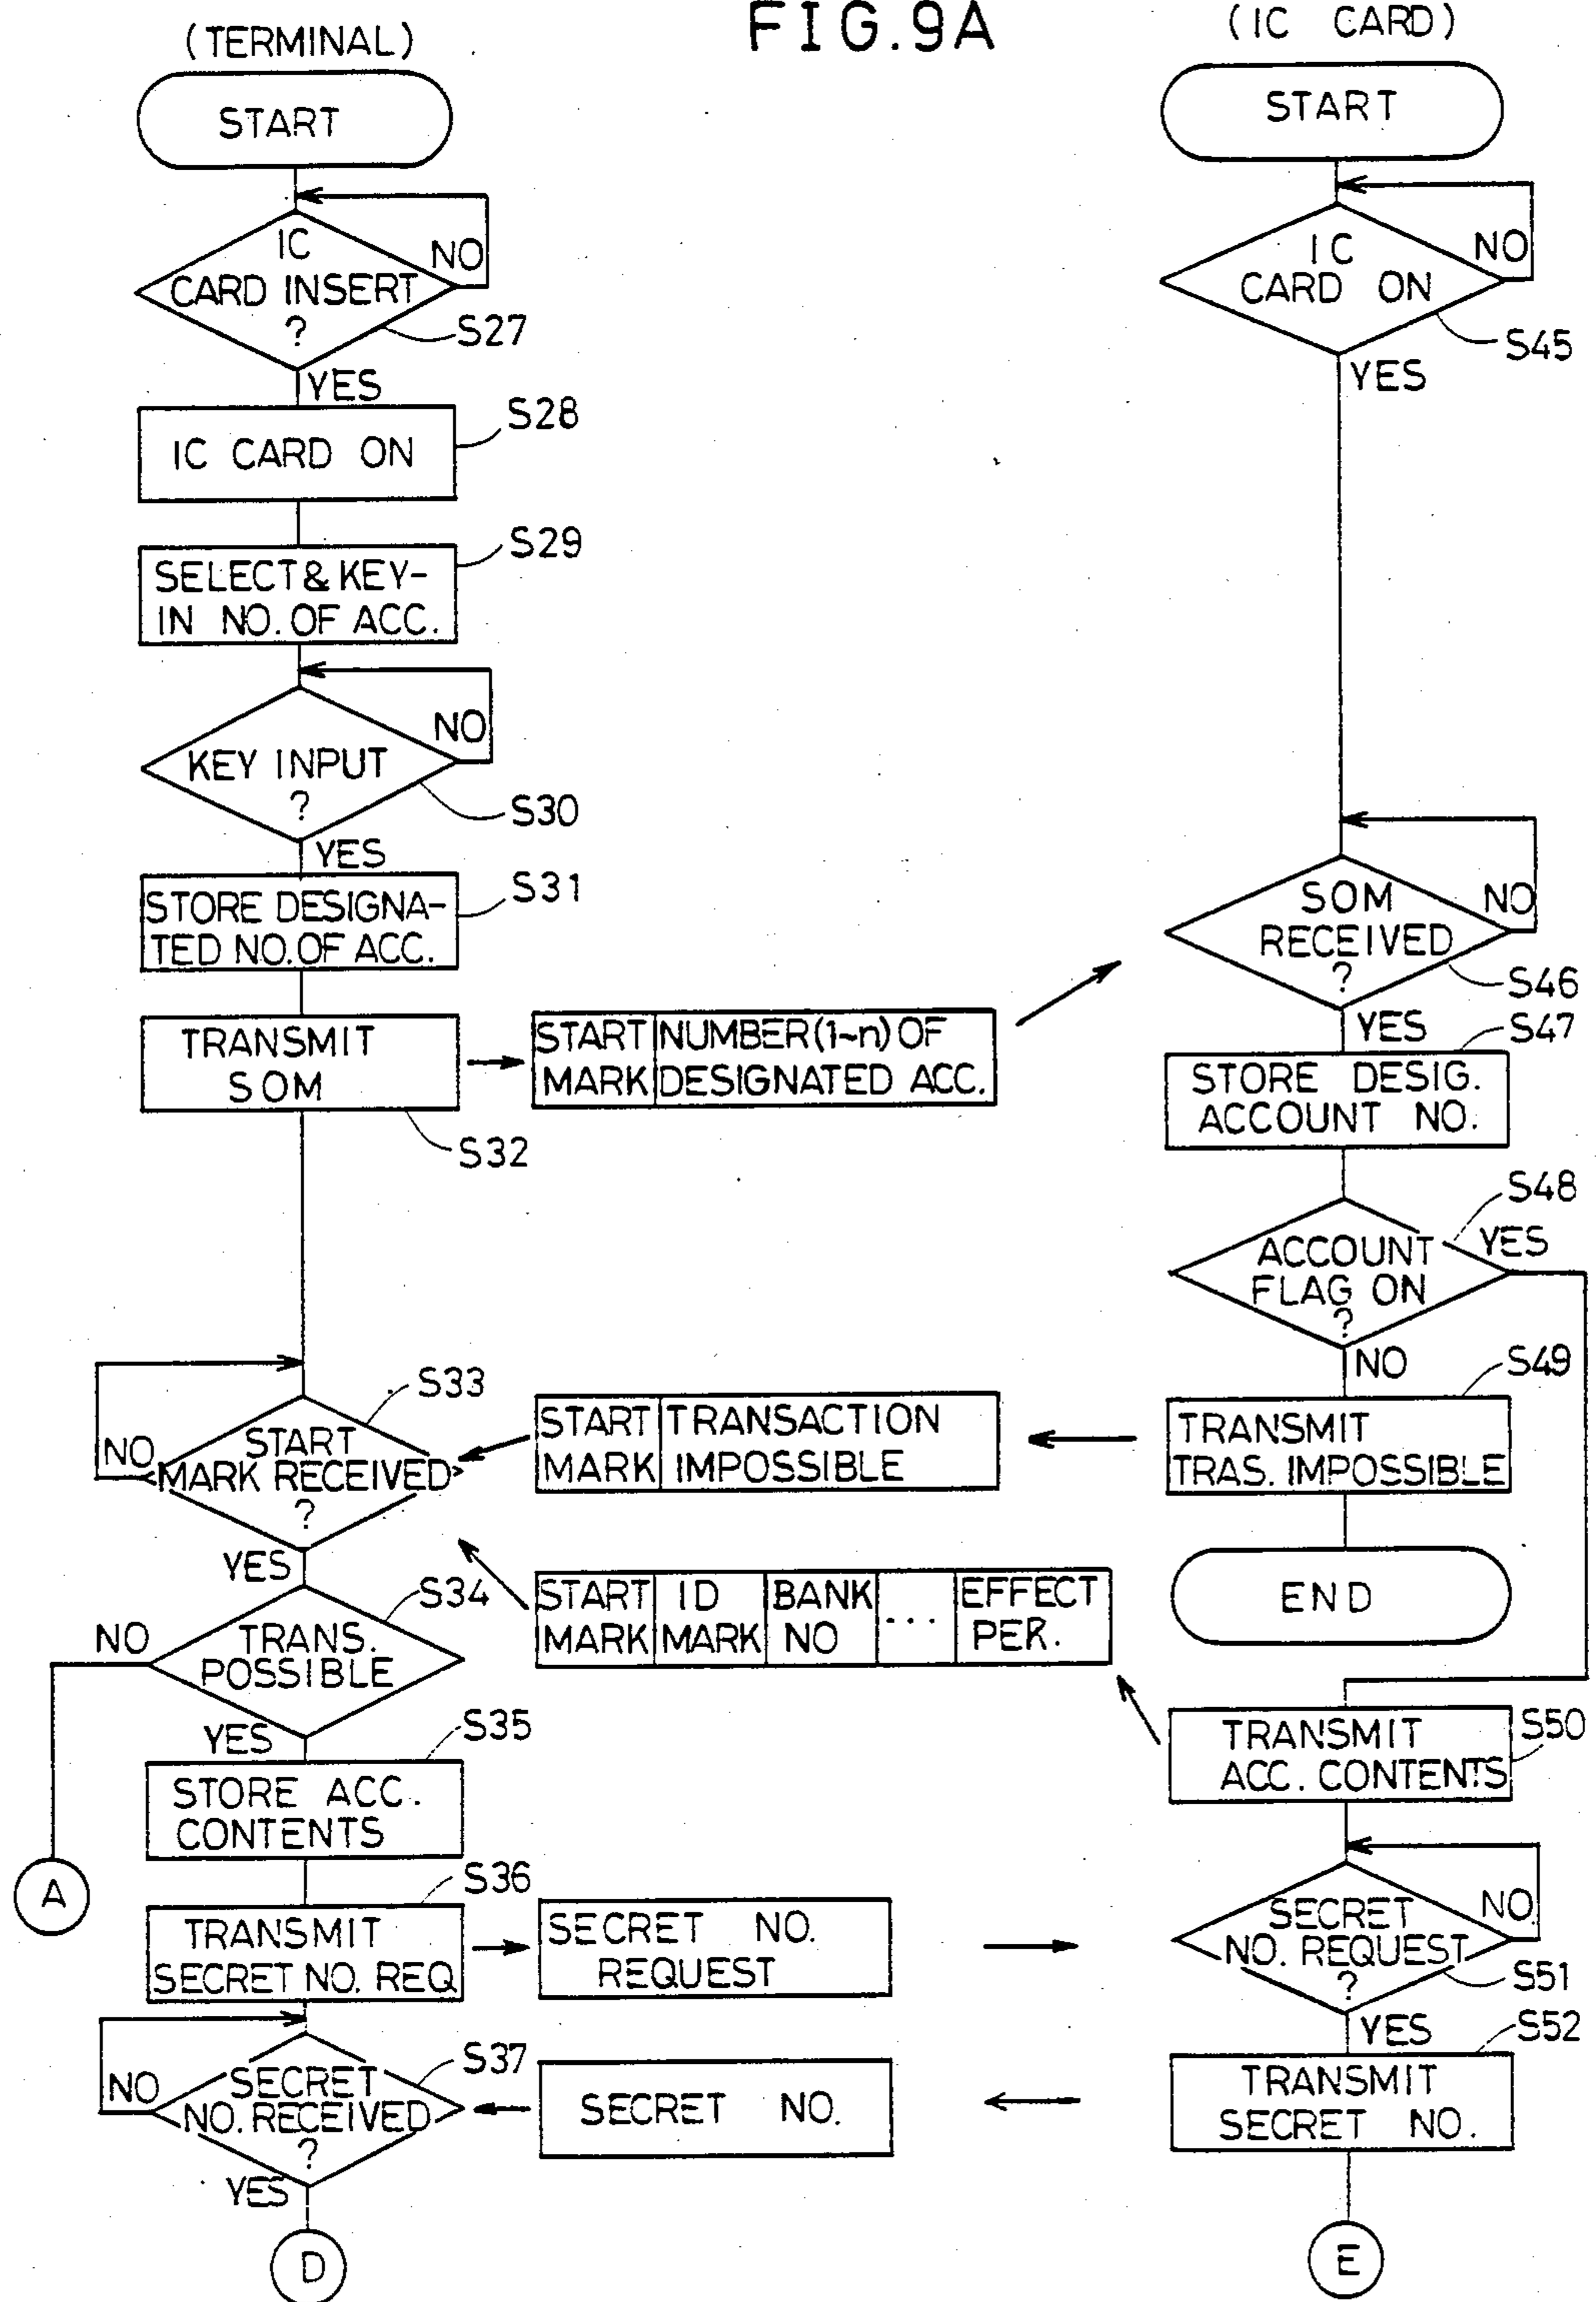 FIG.9A
(TERMINAL)
START
IC
CARD INSERT
?
NO
S27
YES
IC CARD ON
S28
SELECT & KEY-
IN NO. OF ACC.
S29
KEY INPUT
?
NO
S30
YES
STORE DESIGNA-
TED NO. OF ACC.
S31
TRANSMIT
SOM
S32
START
MARK
NUMBER(1~n) OF
DESIGNATED ACC.
START
MARK RECEIVED
?
NO
S33
YES
START
MARK
TRANSACTION
IMPOSSIBLE
TRANS.
POSSIBLE
NO
S34
YES
START
MARK
ID
MARK
BANK
NO
...
EFFECT
PER.
STORE ACC.
CONTENTS
S35
A
TRANSMIT
SECRET NO. REQ
S36
SECRET NO.
REQUEST
SECRET
NO. RECEIVED
?
NO
S37
YES
SECRET NO.
D
(IC CARD)
START
IC
CARD ON
NO
S45
YES
SOM
RECEIVED
?
NO
S46
YES
S47
STORE DESIG.
ACCOUNT NO.
S48
ACCOUNT
FLAG ON
?
YES
NO
S49
TRANSMIT
TRAS. IMPOSSIBLE
END
TRANSMIT
ACC. CONTENTS
S50
SECRET
NO. REQUEST
?
NO
S51
YES
S52
TRANSMIT
SECRET NO.
E